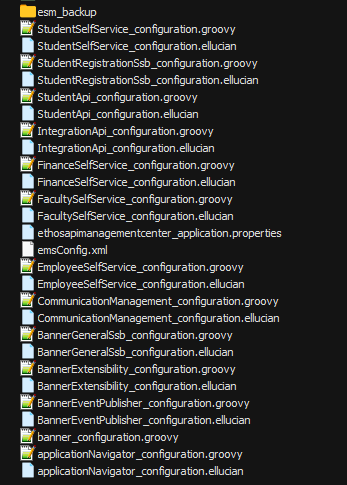 esm_backup
StudentSelfService_configuration.groovy
StudentSelfService_configuration.ellucian
StudentRegistrationSsb_configuration.groovy
StudentRegistrationSsb_configuration.ellucian
StudentApi_configuration.groovy
StudentApi_configuration.ellucian
IntegrationApi_configuration.groovy
IntegrationApi_configuration.ellucian
FinanceSelfService_configuration.groovy
FinanceSelfService_configuration.ellucian
FacultySelfService_configuration.groovy
FacultySelfService_configuration.ellucian
ethosapimanagementcenter_application.properties
emsConfig.xml
EmployeeSelfService_configuration.groovy
EmployeeSelfService_configuration.ellucian
CommunicationManagement_configuration.groovy
CommunicationManagement_configuration.ellucian
BannerGeneralSsb_configuration.groovy
BannerGeneralSsb_configuration.ellucian
BannerExtensibility_configuration.groovy
BannerExtensibility_configuration.ellucian
BannerEventPublisher_configuration.groovy
BannerEventPublisher_configuration.ellucian
banner_configuration.groovy
applicationNavigator_configuration.groovy
applicationNavigator_configuration.ellucian